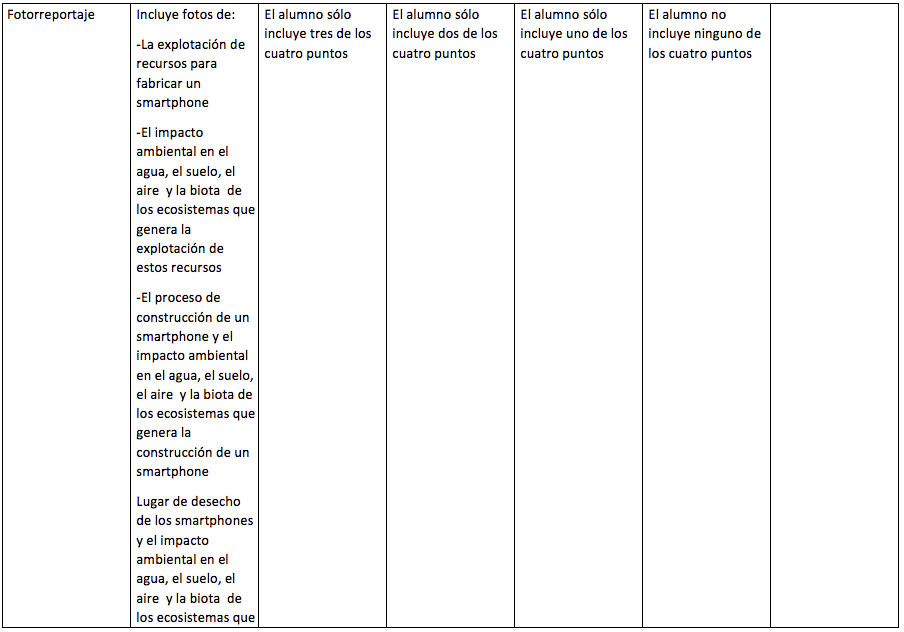 Fotorreportaje
Incluye fotos de:
-La explotación de
recursos para
fabricar un
smartphone
-El impacto
ambiental en el
agua, el suelo, el
aire y la biota de
los ecosistemas que
genera la
explotación de
estos recursos
-El proceso de
construcción de un
smartphone y el
impacto ambiental
en el agua, el suelo,
el aire y la biota de
los ecosistemas que
genera la
construcción de un
smartphone
Lugar de desecho
de los smartphones
y el impacto
ambiental en el
agua, el suelo, el
aire y la biota de
los ecosistemas que
El alumno sólo
incluye tres de los
cuatro puntos
El alumno sólo
incluye dos de los
cuatro puntos
El alumno sólo
incluye uno de los
cuatro puntos
El alumno no
incluye ninguno de
los cuatro puntos